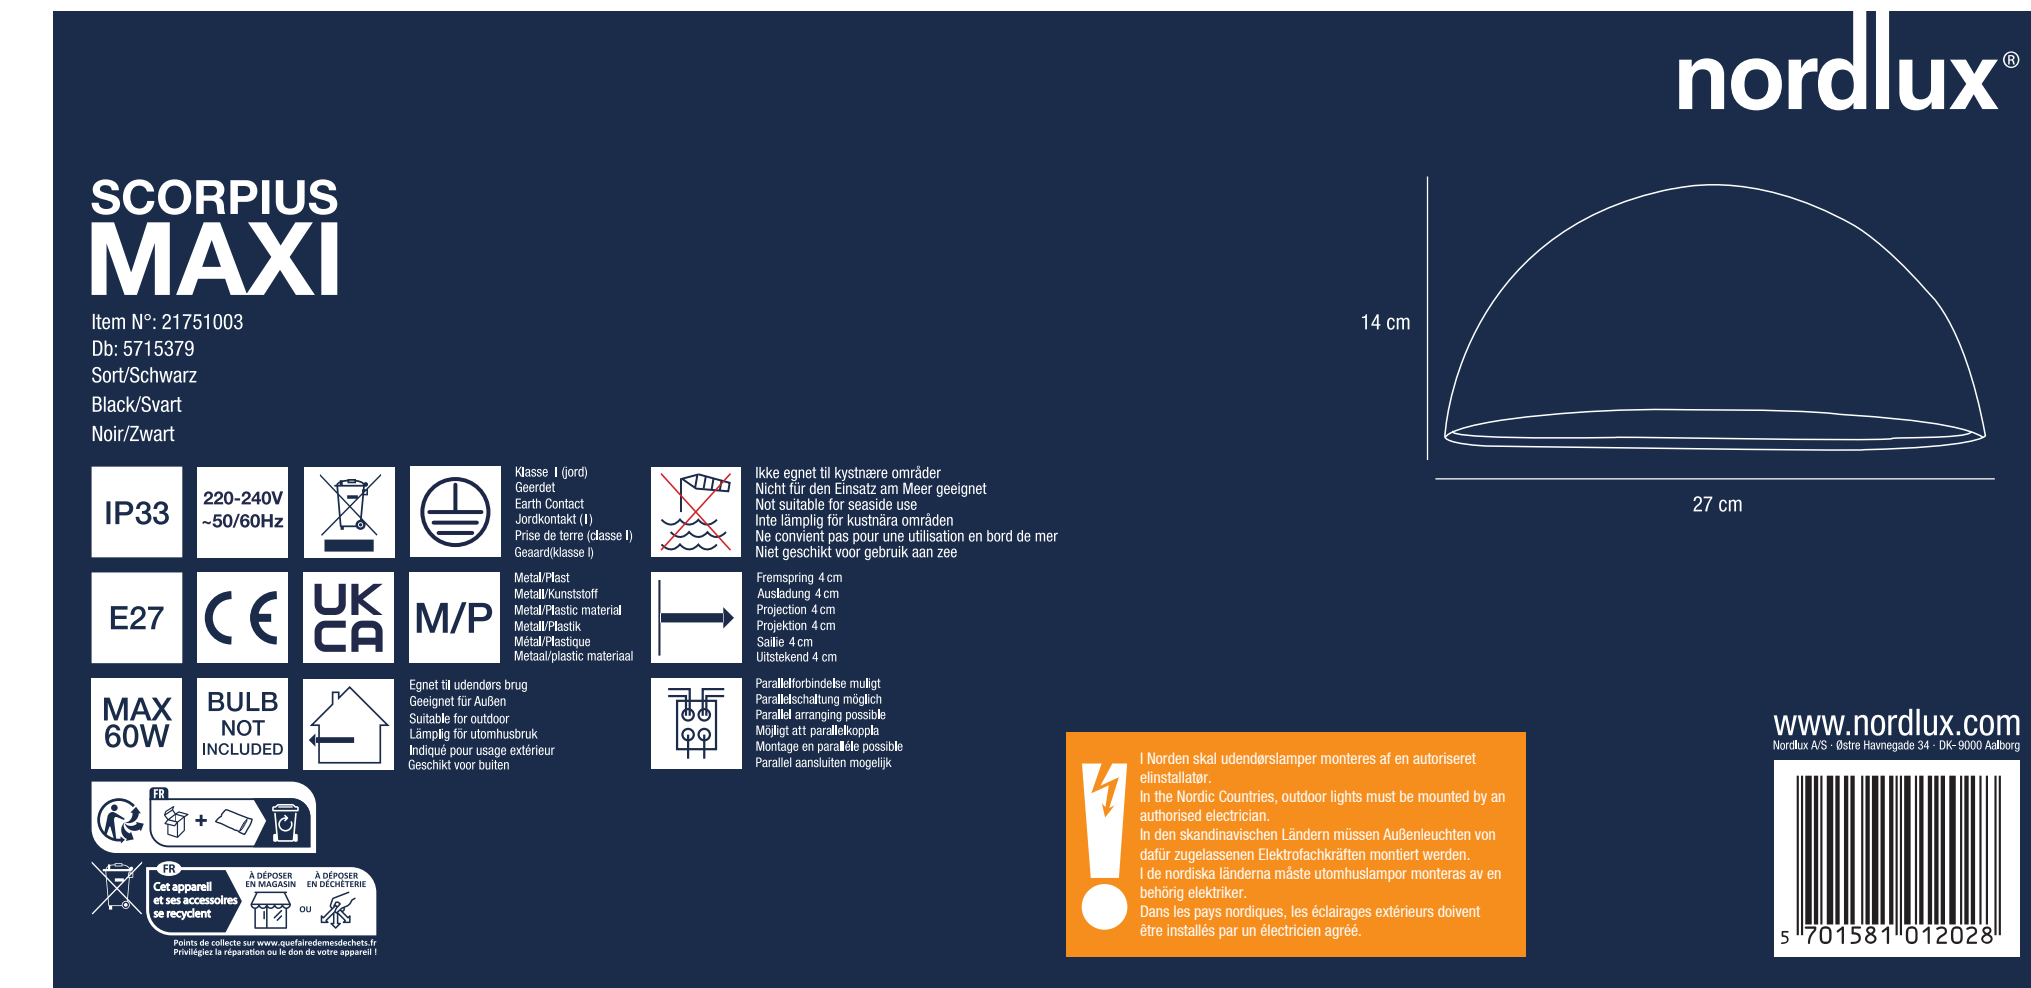 nordlux®
SCORPIUS
MAXI
Item N°: 21751003
Db: 5715379
Sort/Schwarz
Black/Svart
Noir/Zwart
14 cm
27 cm
IP33
220-240V
~50/60Hz
Klasse I (jord)
Geerdet
Earth Contact
Jordkontakt (I)
Prise de terre (classe I)
Geaard(klasse I)
Ikke egnet til kystnære områder
Nicht für den Einsatz am Meer geeignet
Not suitable for seaside use
Inte lämplig för kustnära områden
Ne convient pas pour une utilisation en bord de mer
Niet geschikt voor gebruik aan zee
E27
CE
UK
CA
M/P
Metal/Plast
Metall/Kunststoff
Metal/Plastic material
Metall/Plastik
Métal/Plastique
Metaal/plastic materiaal
Fremspring 4 cm
Ausladung 4 cm
Projection 4 cm
Projektion 4 cm
Sailie 4 cm
Uitstekend 4 cm
MAX
60W
BULB
NOT
INCLUDED
Egnet til udendørs brug
Geeignet für Außen
Suitable for outdoor
Lämplig för utomhusbruk
Indiqué pour usage extérieur
Geschikt voor buiten
Parallelforbindelse muligt
Parallelschaltung möglich
Parallel arranging possible
Möjligt att parallelkoppla
Montage en paralléle possible
Parallel aansluiten mogelijk
FR
+
FR
Cet appareil
et ses accessoires
se recyclent
À DÉPOSER
EN MAGASIN
OU
À DÉPOSER
EN DÉCHÈTERIE
Points de collecte sur www.quefairedemesdechets.fr
Privilégiez la réparation ou le don de votre appareil !
I Norden skal udendørslamper monteres af en autoriseret
elinstallatør.
In the Nordic Countries, outdoor lights must be mounted by an
authorised electrician.
In den skandinavischen Ländern müssen Außenleuchten von
dafür zugelassenen Elektrofachkräften montiert werden.
I de nordiska länderna måste utomhuslampor monteras av en
behörig elektriker.
Dans les pays nordiques, les éclairages extérieurs doivent
être installés par un électricien agréé.
www.nordlux.com
Nordlux A/S · Østre Havnegade 34 · DK-9000 Aalborg
5 701581 012028